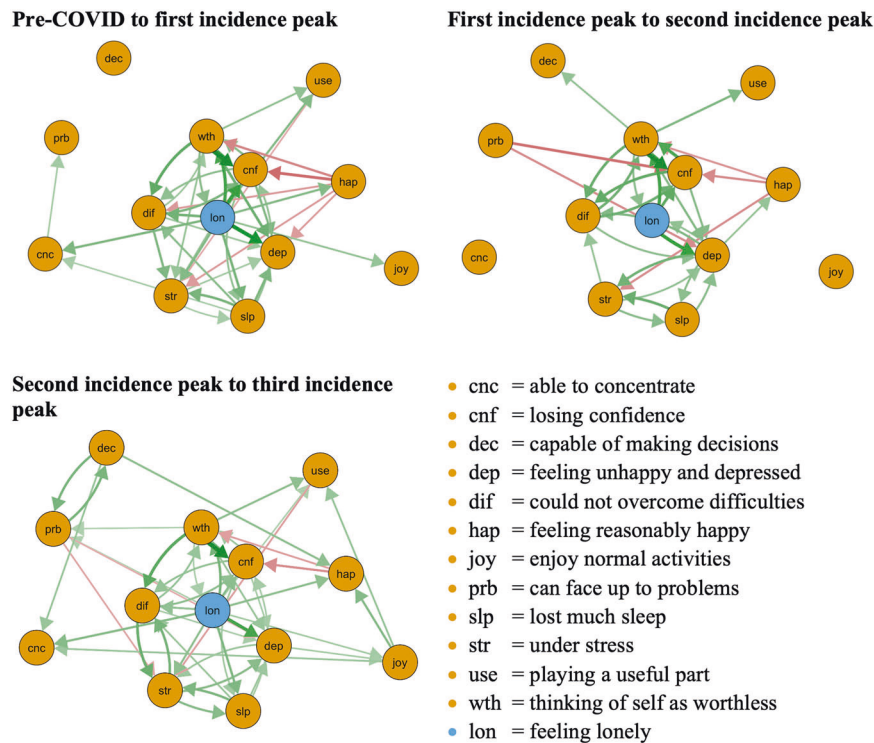 Pre-COVID to first incidence peak
dec
use
prb
wth
cnf
hap
dif
lon
cnc
dep
joy
str
slp
First incidence peak to second incidence peak
dec
use
prb
wth
cnf
hap
dif
lon
cnc
dep
joy
str
slp
Second incidence peak to third incidence
peak
dec
use
prb
wth
cnf
hap
dif
lon
cnc
dep
joy
str
slp
cnc = able to concentrate
cnf = losing confidence
dec = capable of making decisions
dep = feeling unhappy and depressed
dif = could not overcome difficulties
hap = feeling reasonably happy
joy = enjoy normal activities
prb = can face up to problems
slp = lost much sleep
str = under stress
use = playing a useful part
wth = thinking of self as worthless
lon = feeling lonely